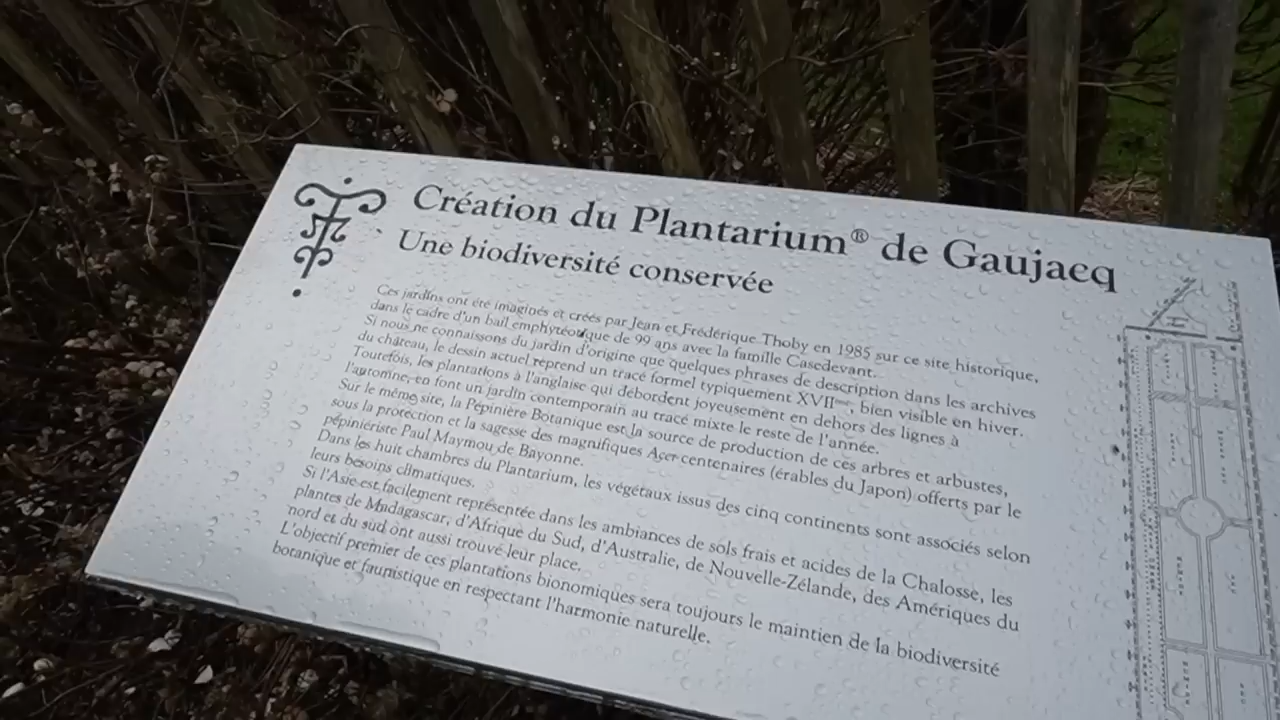 Création du Plantarium® de Gaujacq
Une biodiversité conservée
Ces jardins ont été imaginés et créés par Jean et Frédérique Thoby en 1985 sur ce site historique,
dans le cadre d'un bail emphytéotique de 99 ans avec la famille Casedevant.
Si nous ne connaissons du jardin d'origine que quelques phrases de description dans les archives
du château, le dessin actuel reprend un tracé formel typiquement XVIIème, bien visible en hiver.
Toutefois, les plantations à l'anglaise qui débordent joyeusement en dehors des lignes à
l'automne, en font un jardin contemporain au tracé mixte le reste de l'année.
Sur le même site, la Pépinière Botanique est la source de production de ces arbres et arbustes,
sous la protection et la sagesse des magnifiques Acer centenaires (érables du Japon) offerts par le
pépiniériste Paul Maymou de Bayonne.
Dans les huit chambres du Plantarium, les végétaux issus des cinq continents sont associés selon
leurs besoins climatiques.
Si l'Asie est facilement représentée dans les ambiances de sols frais et acides de la Chalosse, les
plantes de Madagascar, d'Afrique du Sud, d'Australie, de Nouvelle-Zélande, des Amériques du
nord et du sud ont aussi trouvé leur place.
L'objectif premier de ces plantations bionomiques sera toujours le maintien de la biodiversité
botanique et faunistique en respectant l'harmonie naturelle.